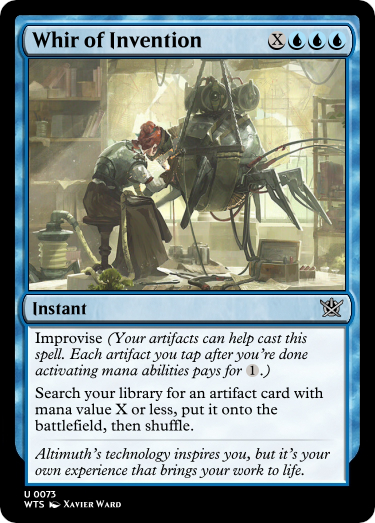 Whir of Invention XUUU
Instant
Improvise (Your artifacts can help cast this
spell. Each artifact you tap after you're done
activating mana abilities pays for 1.)
Search your library for an artifact card with
mana value X or less, put it onto the
battlefield, then shuffle.
Altimuth's technology inspires you, but it's your
own experience that brings your work to life.
U 0073
WTS XAVIER WARD